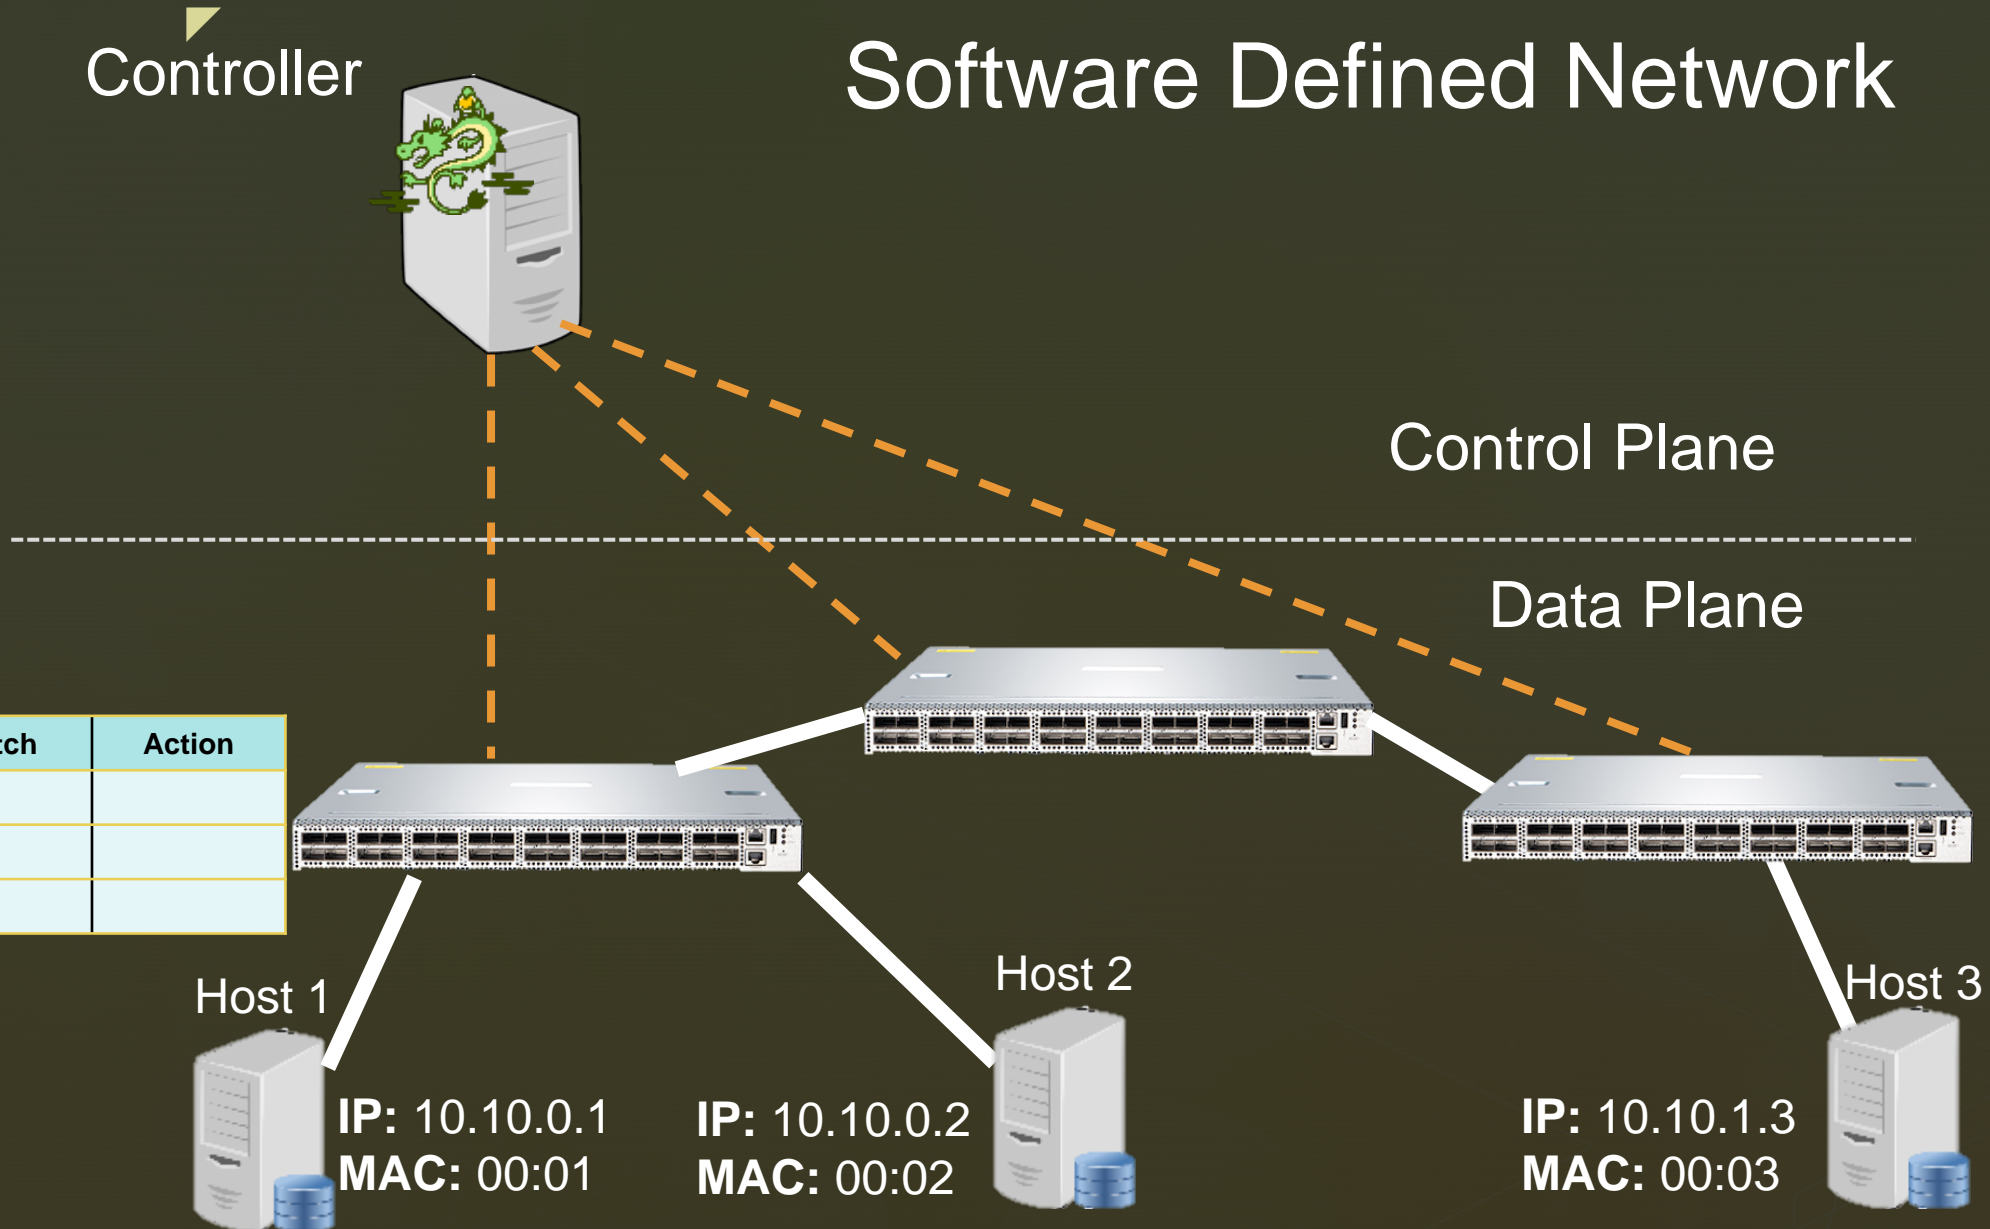 Controller
Software Defined Network
Control Plane
Data Plane
tch Action
Host 1
Host 2
Host 3
IP: 10.10.0.1
MAC: 00:01
IP: 10.10.0.2
MAC: 00:02
IP: 10.10.1.3
MAC: 00:03